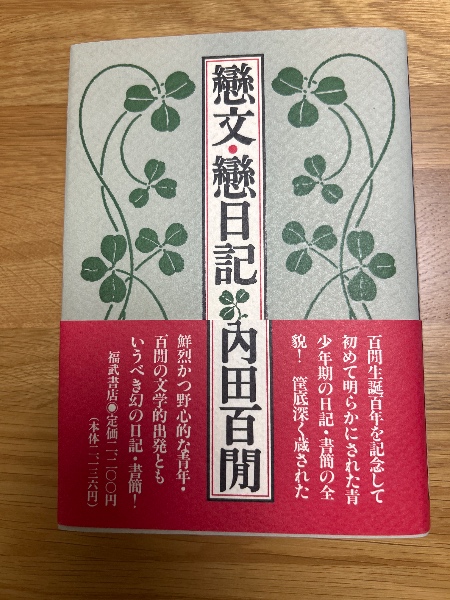 戀文・戀日記
内田百閒
百閒生誕百年を記念して
初めて明らかにされた青
少年期の日記・書簡の全
貌！ 筐底深く蔵された
鮮烈かつ野心的な青年・
百閒の文学的出発とも
いうべき幻の日記・書簡！
福武書店●定価二、二〇〇円
（本体二、一三六円）